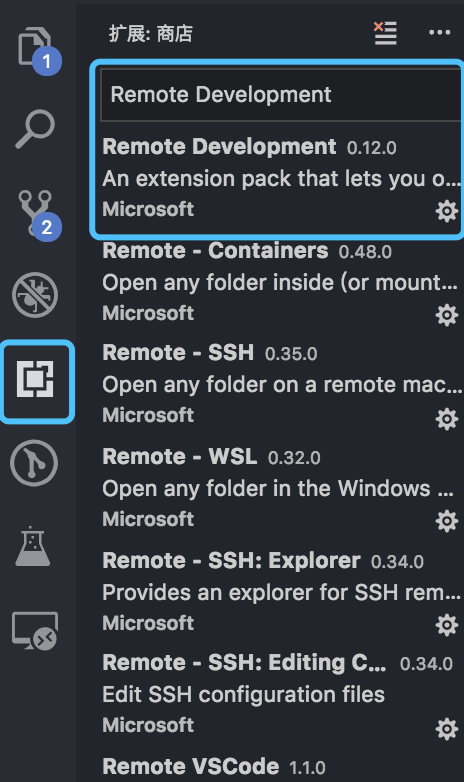 扩展: 商店
1
Remote Development
Remote Development 0.12.0
An extension pack that lets you o...
Microsoft
2
Remote - Containers 0.48.0
Open any folder inside (or mount...
Microsoft
Remote - SSH 0.35.0
Open any folder on a remote mac...
Microsoft
Remote - WSL 0.32.0
Open any folder in the Windows ...
Microsoft
Remote - SSH: Explorer 0.34.0
Provides an explorer for SSH rem...
Microsoft
Remote - SSH: Editing C... 0.34.0
Edit SSH configuration files
Microsoft
Remote VSCode 1.1.0